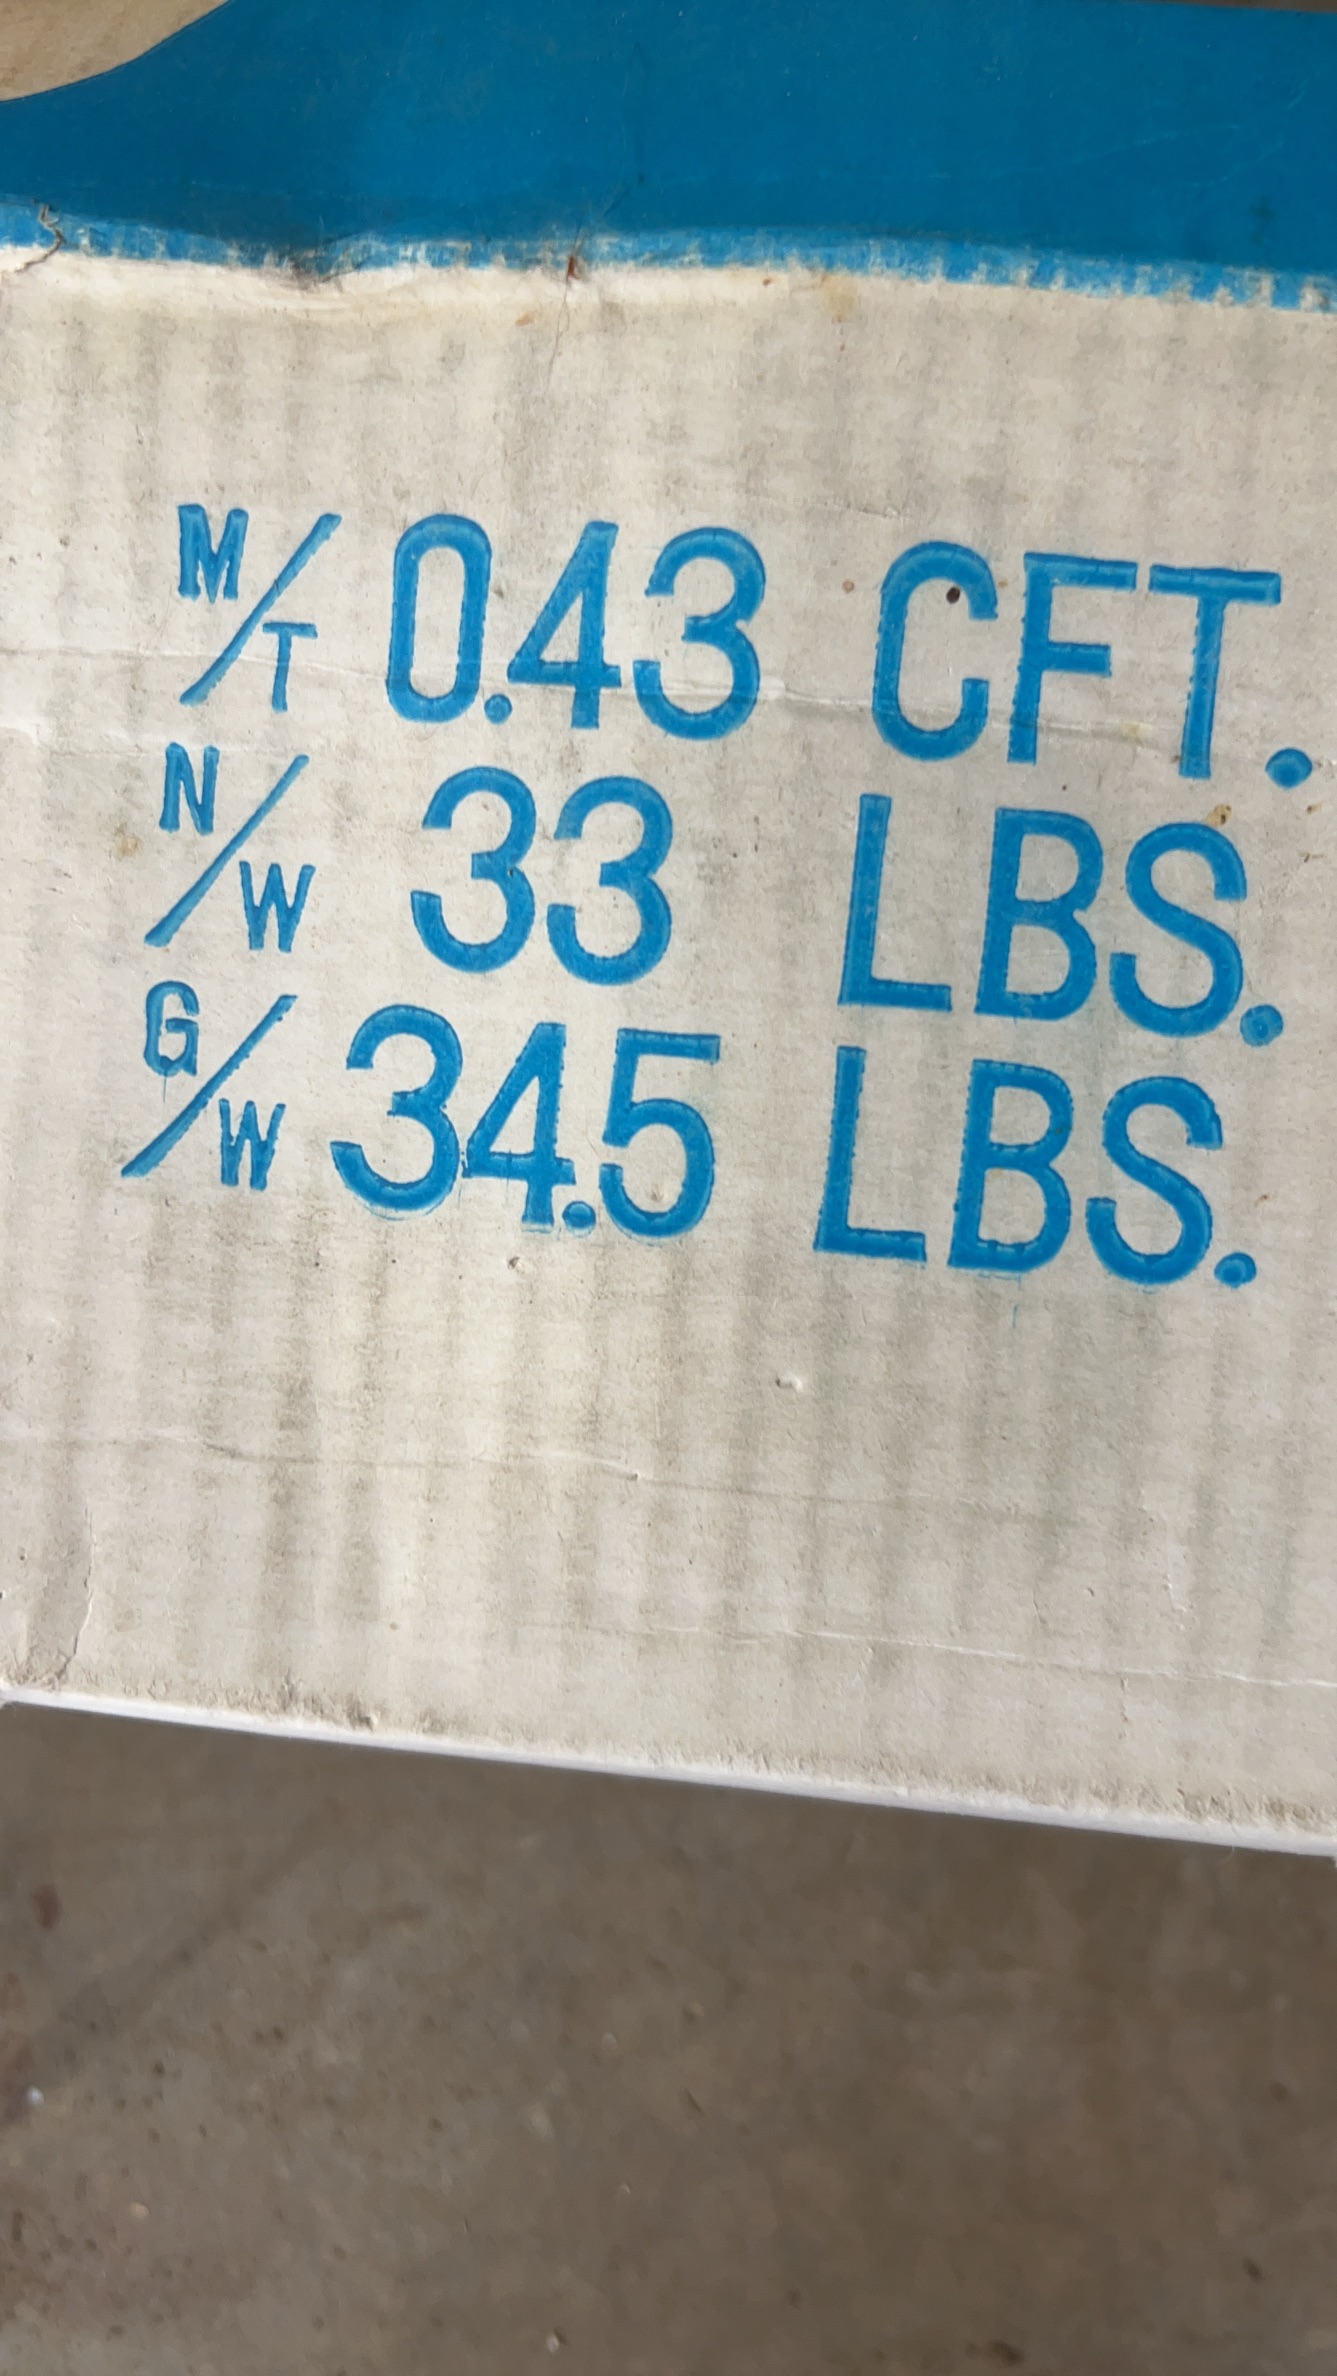 M/T 0.43 CFT.
N/W 33 LBS.
G/W 34.5 LBS.